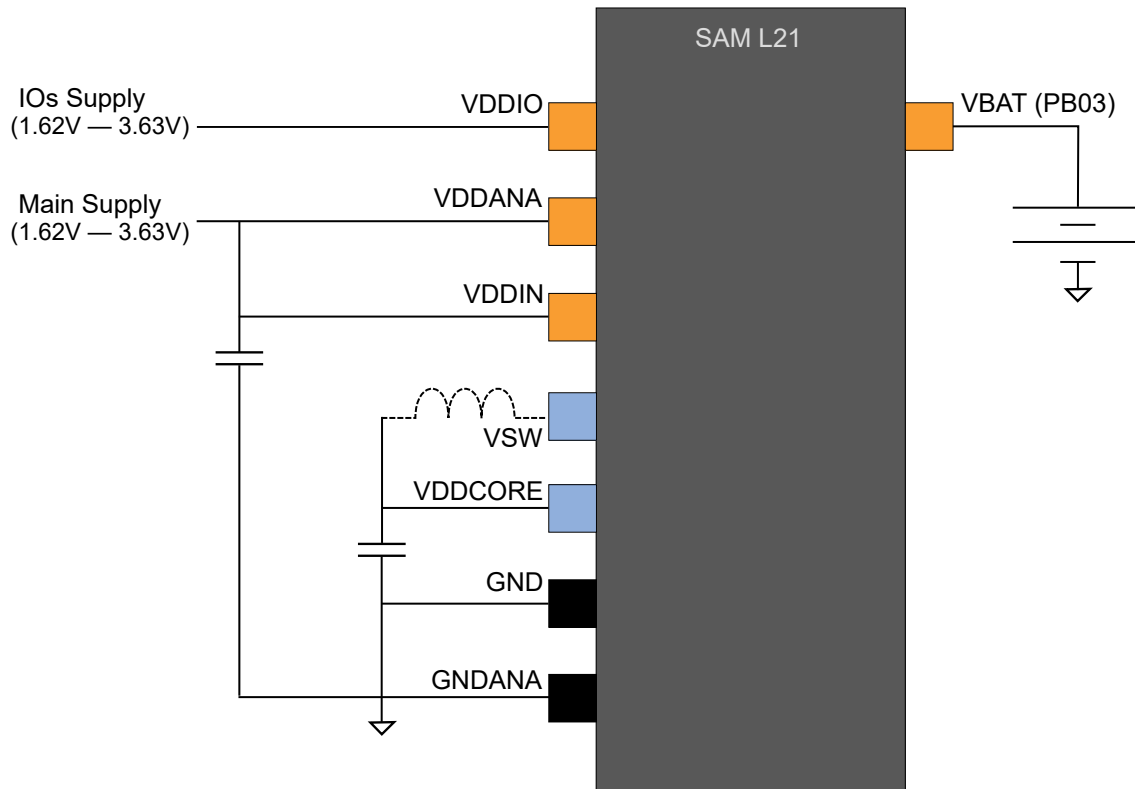 SAM L21
IOs Supply
(1.62V — 3.63V)
VDDIO
VBAT (PB03)
Main Supply
(1.62V — 3.63V)
VDDANA
VDDIN
VSW
VDDCORE
GND
GNDANA